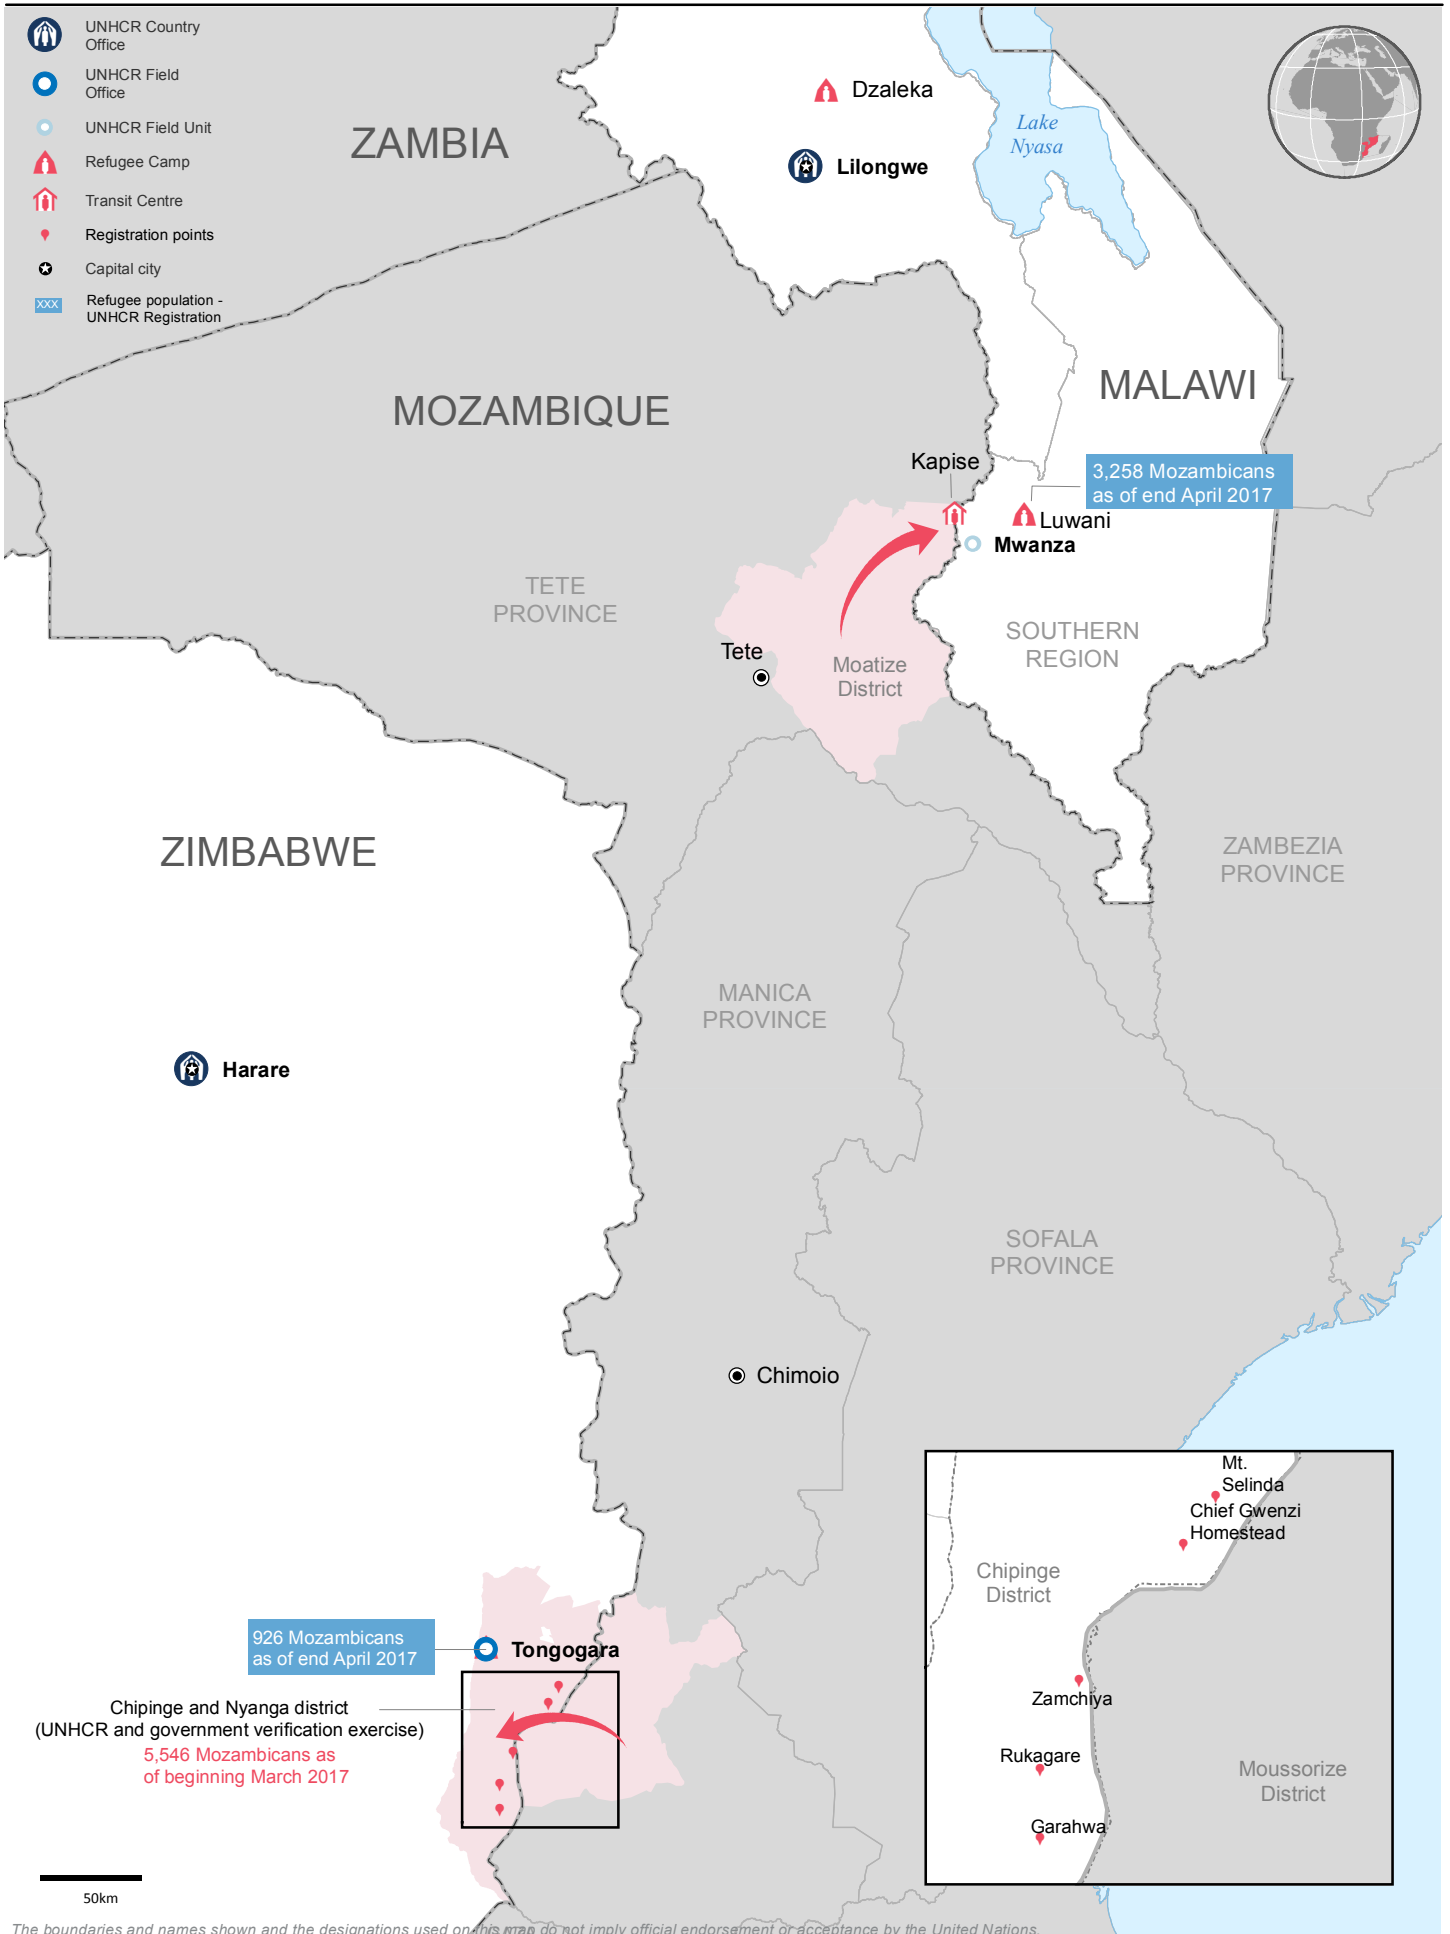 UNHCR Country
Office
UNHCR Field
Office
UNHCR Field Unit
Refugee Camp
Transit Centre
Registration points
Capital city
XXX
Refugee population -
UNHCR Registration
ZAMBIA
Dzaleka
Lilongwe
Lake
Nyasa
MOZAMBIQUE
MALAWI
Kapise
3,258 Mozambicans
as of end April 2017
Luwani
Mwanza
TETE
PROVINCE
SOUTHERN
REGION
Tete
Moatize
District
ZIMBABWE
ZAMBEZIA
PROVINCE
MANICA
PROVINCE
Harare
SOFALA
PROVINCE
Chimoio
926 Mozambicans
as of end April 2017
Tongogara
Chipinge and Nyanga district
(UNHCR and government verification exercise)
5,546 Mozambicans as
of beginning March 2017
Mt.
Selinda
Chief Gwenzi
Homestead
Chipinge
District
Zamchiya
Rukagare
Moussorize
District
Garahwa
50km
The boundaries and names shown and the designations used on this map do not imply official endorsement or acceptance by the United Nations.